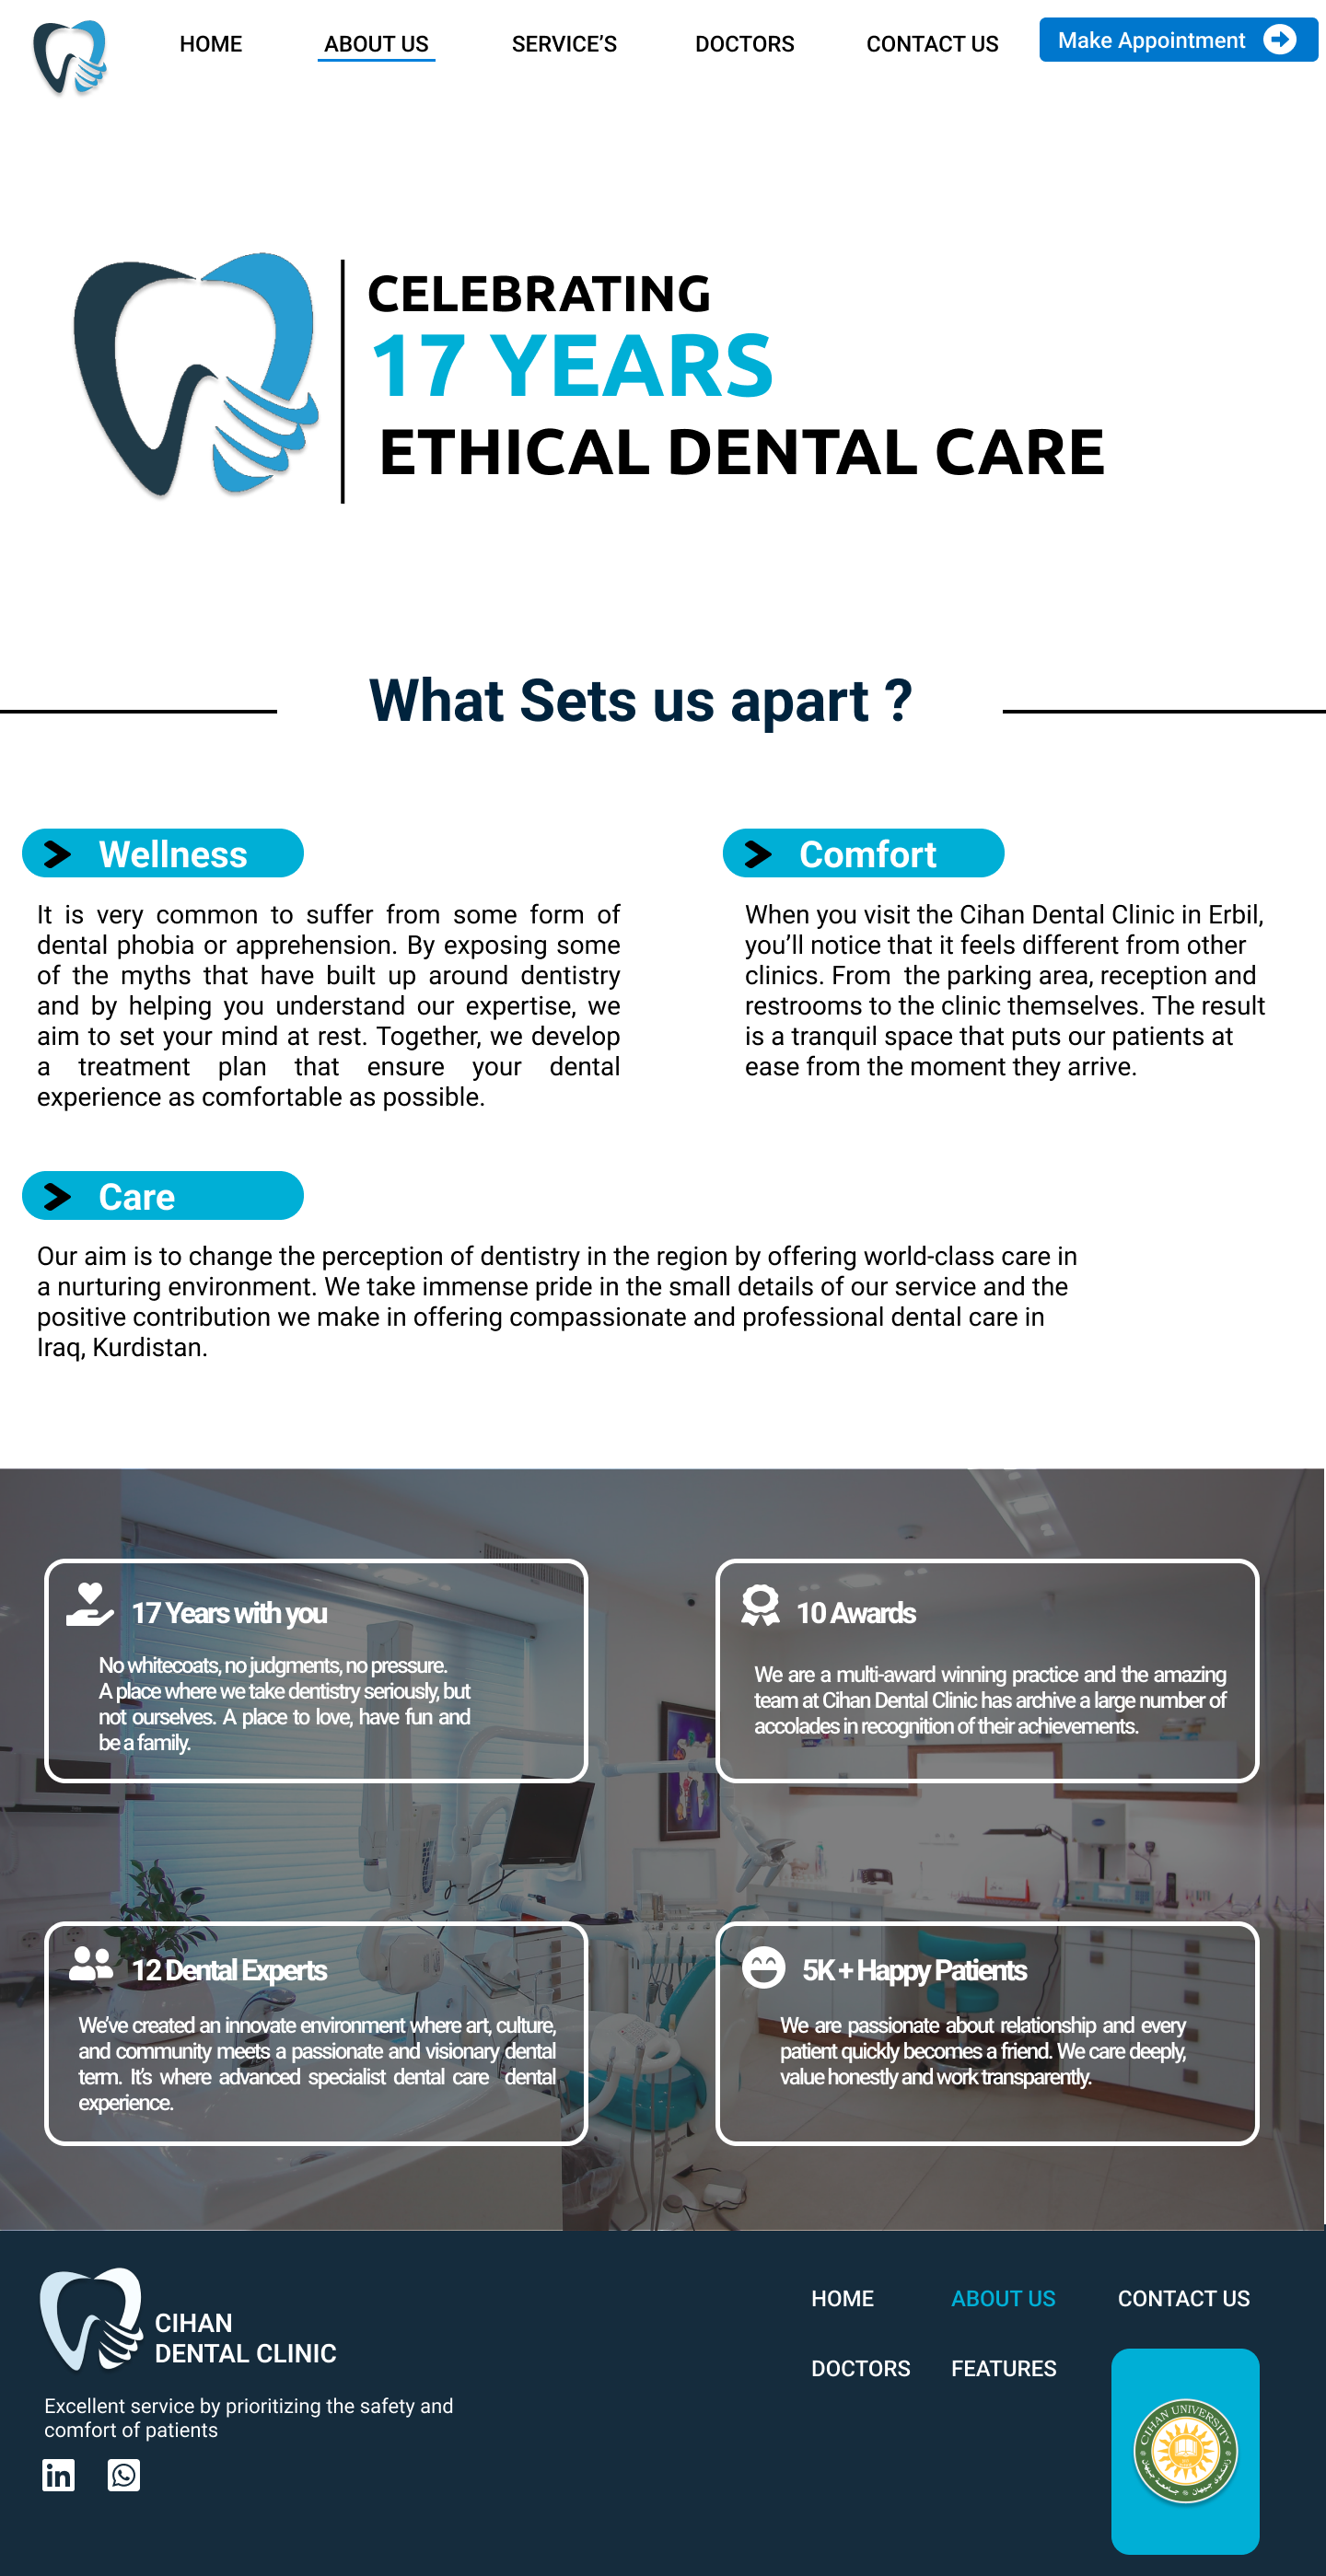 HOME
ABOUT US
SERVICE'S
DOCTORS
CONTACT US
Make Appointment
CELEBRATING
17 YEARS
ETHICAL DENTAL CARE
What Sets us apart ?
Wellness
It is very common to suffer from some form of
dental phobia or apprehension. By exposing some
of the myths that have built up around dentistry
and by helping you understand our expertise, we
aim to set your mind at rest. Together, we develop
a treatment plan that ensure your dental
experience as comfortable as possible.
Comfort
When you visit the Cihan Dental Clinic in Erbil,
you'll notice that it feels different from other
clinics. From  the parking area, reception and
restrooms to the clinic themselves. The result
is a tranquil space that puts our patients at
ease from the moment they arrive.
Care
Our aim is to change the perception of dentistry in the region by offering world-class care in
a nurturing environment. We take immense pride in the small details of our service and the
positive contribution we make in offering compassionate and professional dental care in
Iraq, Kurdistan.
17 Years with you
No whitecoats, no judgments, no pressure.
A place where we take dentistry seriously, but
not ourselves. A place to love, have fun and
be a family.
10 Awards
We are a multi-award winning practice and the amazing
team at Cihan Dental Clinic has archive a large number of
accolades in recognition of their achievements.
12 Dental Experts
We've created an innovate environment where art, culture,
and community meets a passionate and visionary dental
term. It's where advanced specialist dental care  dental
experience.
5K + Happy Patients
We are passionate about relationship and every
patient quickly becomes a friend. We care deeply,
value honestly and work transparently.
CIHAN
DENTAL CLINIC
Excellent service by prioritizing the safety and
comfort of patients
HOME
ABOUT US
CONTACT US
DOCTORS
FEATURES
CIHAN UNIVERSITY
زانكۆى جيهان
جامعة جيهان